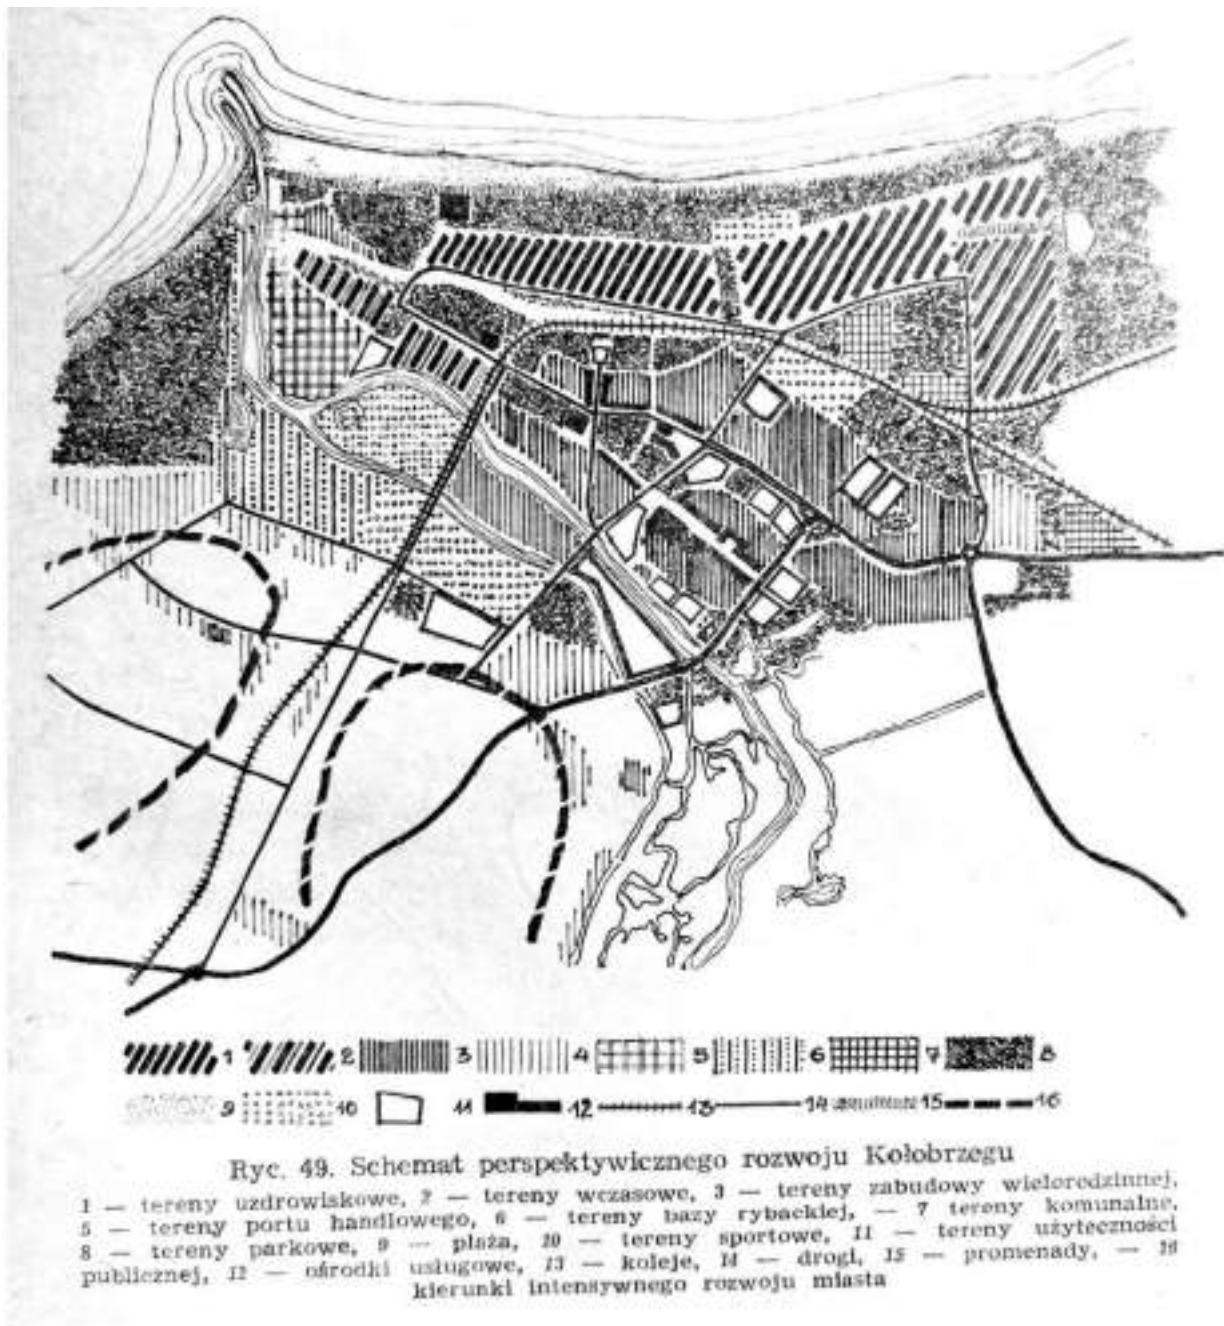 1 2 3 4 5 6 7 8
9 10 11 12 13 14 15 16
Ryc. 49. Schemat perspektywicznego rozwoju Kołobrzegu
1 — tereny uzdrowiskowe, 2 — tereny wczasowe, 3 — tereny zabudowy wielorodzinnej,
5 — tereny portu handlowego, 6 — tereny bazy rybackiej, — 7 tereny komunalne,
8 — tereny parkowe, 9 — plaża, 10 — tereny sportowe, 11 — tereny użyteczności
publicznej, 12 — ośrodki usługowe, 13 — koleje, 14 — drogi, 15 — promenady, — 16
kierunki intensywnego rozwoju miasta